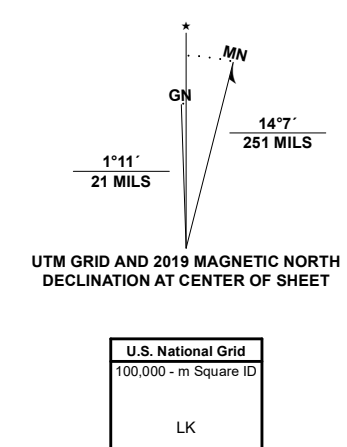 MN
GN
14°7´
251 MILS
1°11´
21 MILS
UTM GRID AND 2019 MAGNETIC NORTH
DECLINATION AT CENTER OF SHEET
U.S. National Grid
100,000 - m Square ID
LK